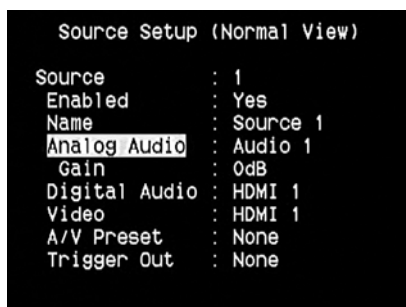 Source Setup (Normal View)
Source : 1
Enabled : Yes
Name : Source 1
Analog Audio : Audio 1
Gain : 0dB
Digital Audio : HDMI 1
Video : HDMI 1
A/V Preset : None
Trigger Out : None